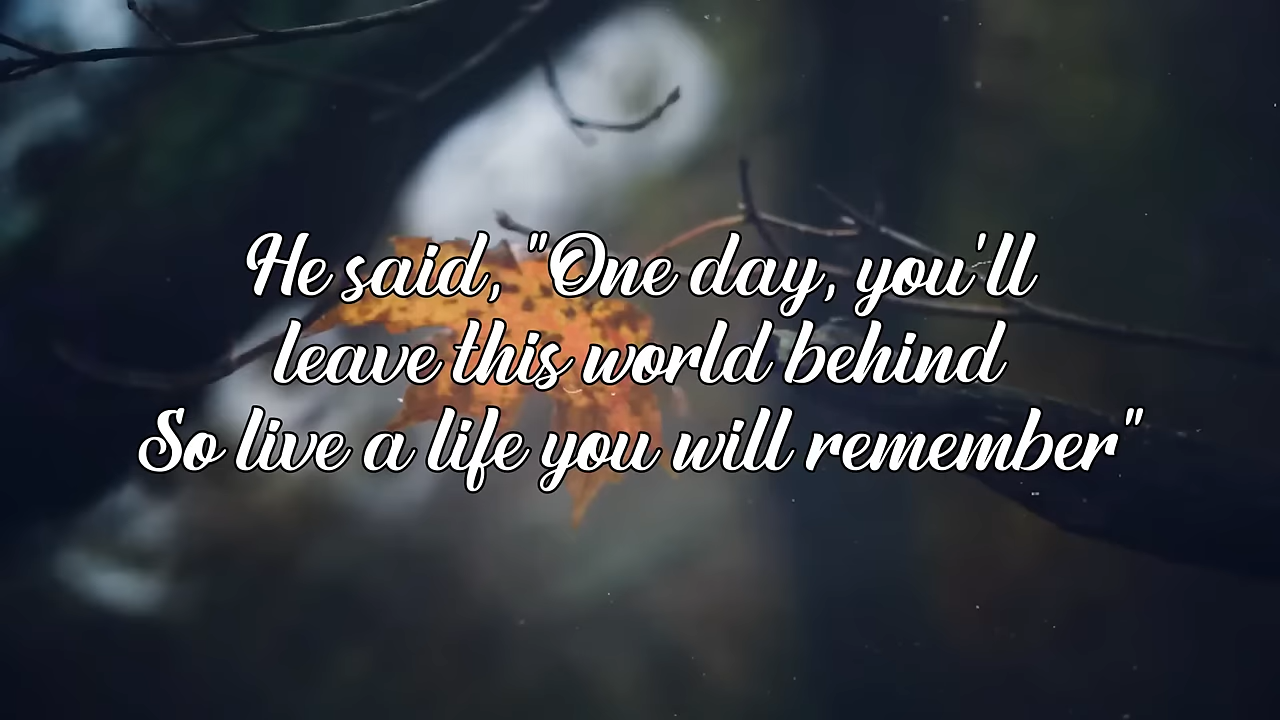 He said, "One day, you'll
leave this world behind
So live a life you will remember"